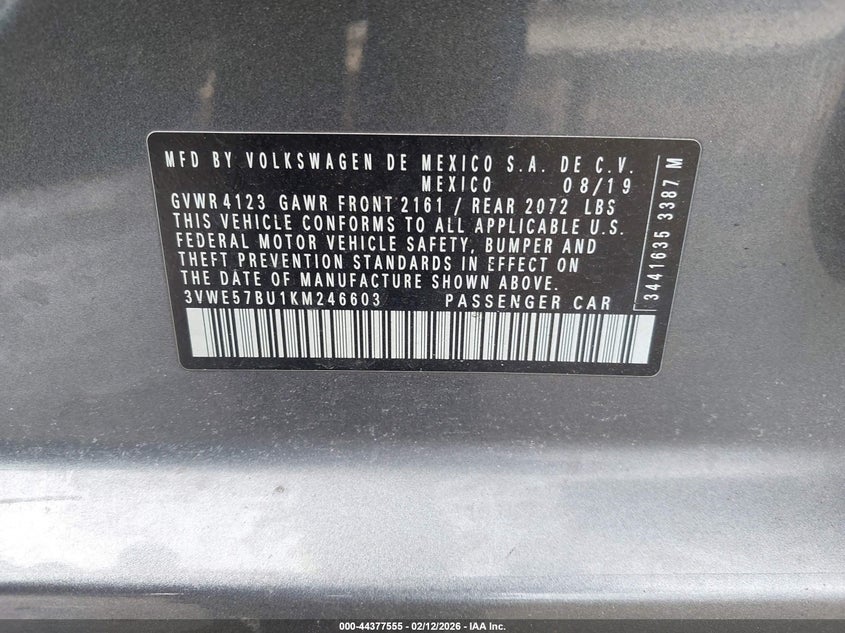 MFD BY VOLKSWAGEN DE MEXICO S.A. DE C.V.
MEXICO 08/19
GVWR 4123 GAWR FRONT 2161 / REAR 2072 LBS
THIS VEHICLE CONFORMS TO ALL APPLICABLE U.S.
FEDERAL MOTOR VEHICLE SAFETY, BUMPER AND
THEFT PREVENTION STANDARDS IN EFFECT ON
THE DATE OF MANUFACTURE SHOWN ABOVE.
3VWE57BU1KM246603 PASSENGER CAR
3441635 3387 M
000-44377555 - 02/12/2026 - IAA Inc.